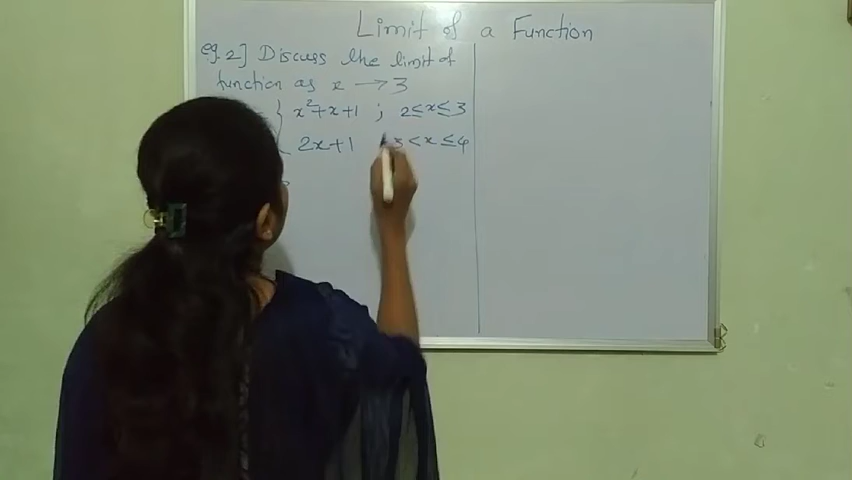 Limit of a Function
eg. 2] Discuss the limit of
function as x → 3
{ x²+x+1 ; 2≤x≤3
2x+1 3<x≤4